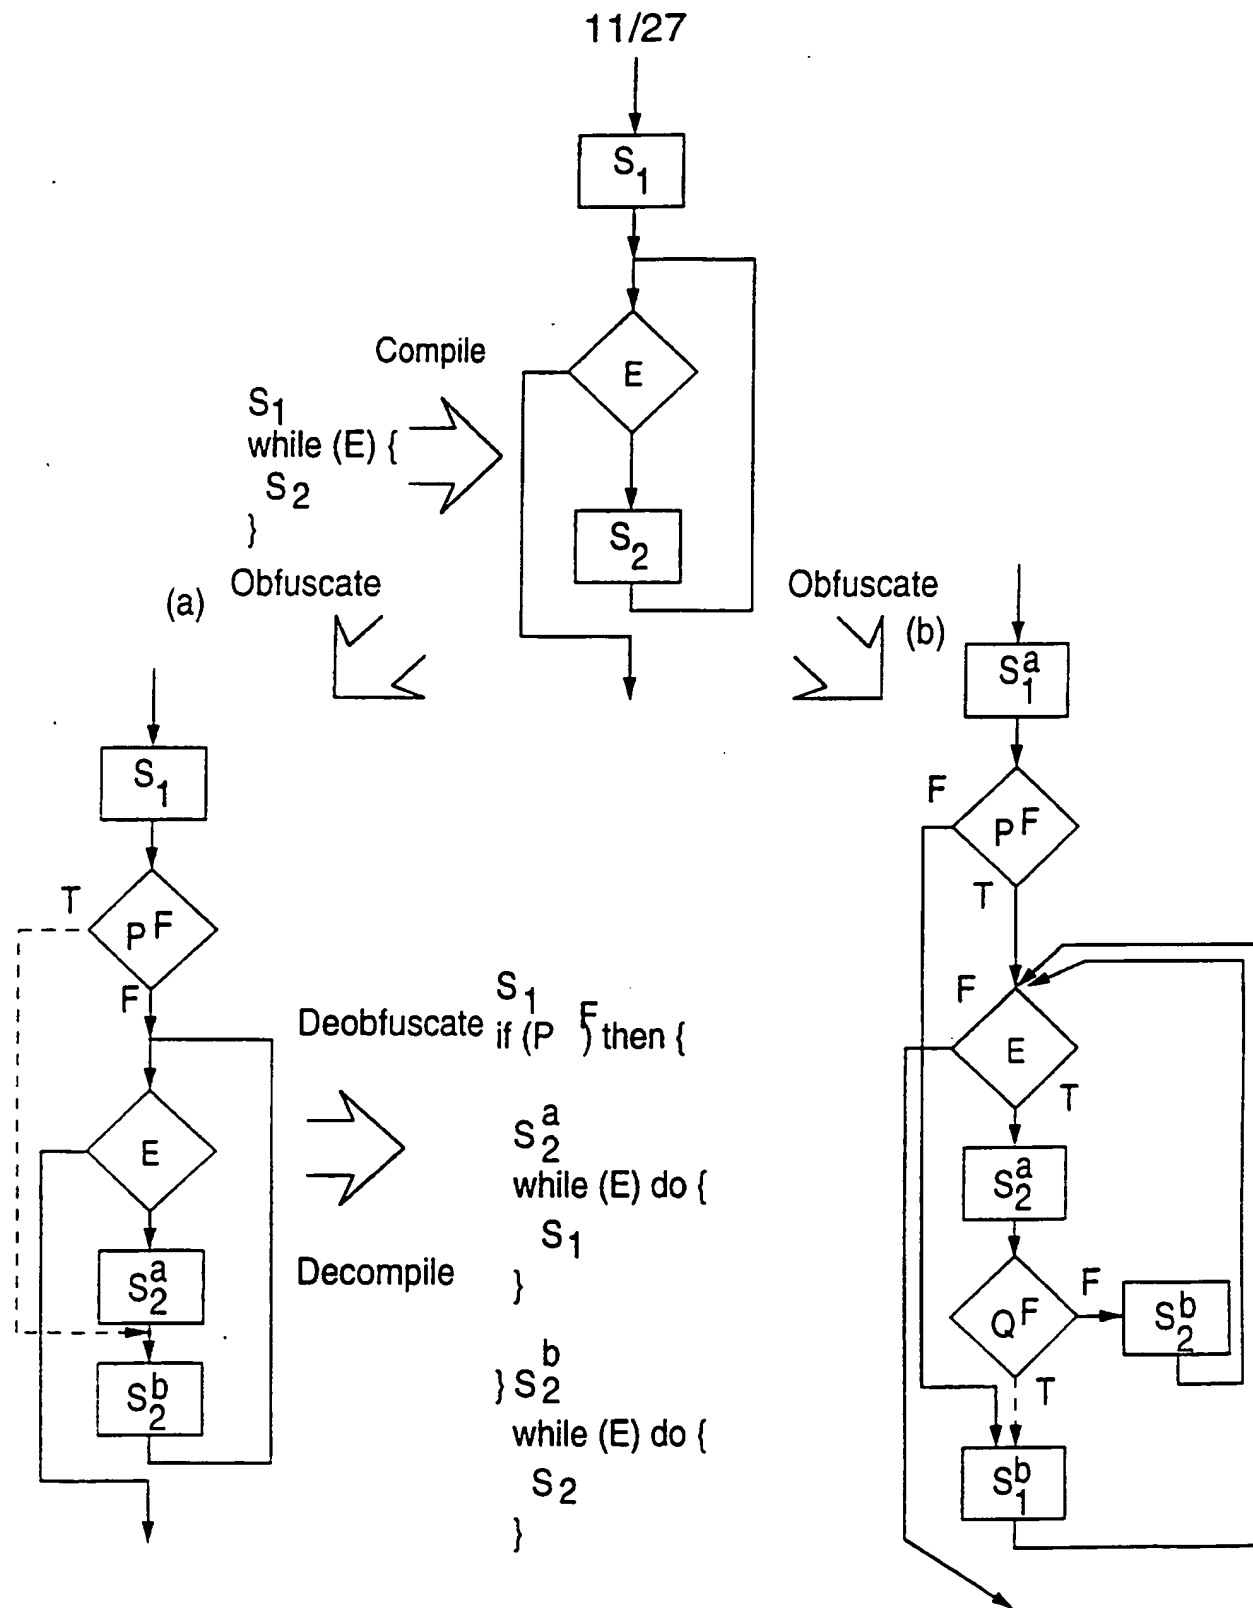 11/27
S1
E
S2
Compile
S1
while (E) {
S2
}
Obfuscate
(a)
Obfuscate
(b)
S1
T
PF
F
E
S2a
S2b
Deobfuscate
Decompile
S1
if (PF) then {
S2a
while (E) do {
S1
}
} S2b
while (E) do {
S2
}
S1a
F
PF
T
F
E
T
S2a
QF
F
S2b
T
S1b